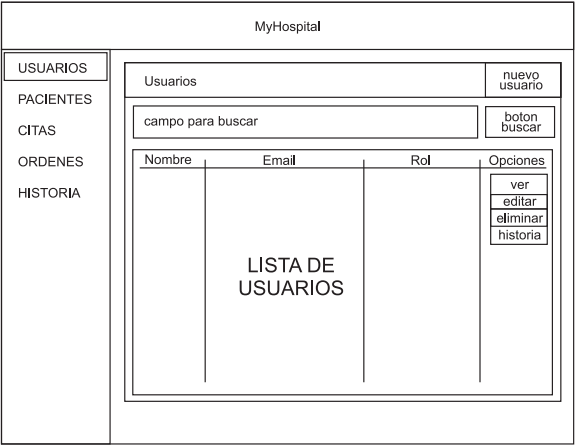 MyHospital
USUARIOS
PACIENTES
CITAS
ORDENES
HISTORIA
Usuarios
nuevo
usuario
campo para buscar
boton
buscar
Nombre Email Rol Opciones
ver
editar
eliminar
historia
LISTA DE
USUARIOS